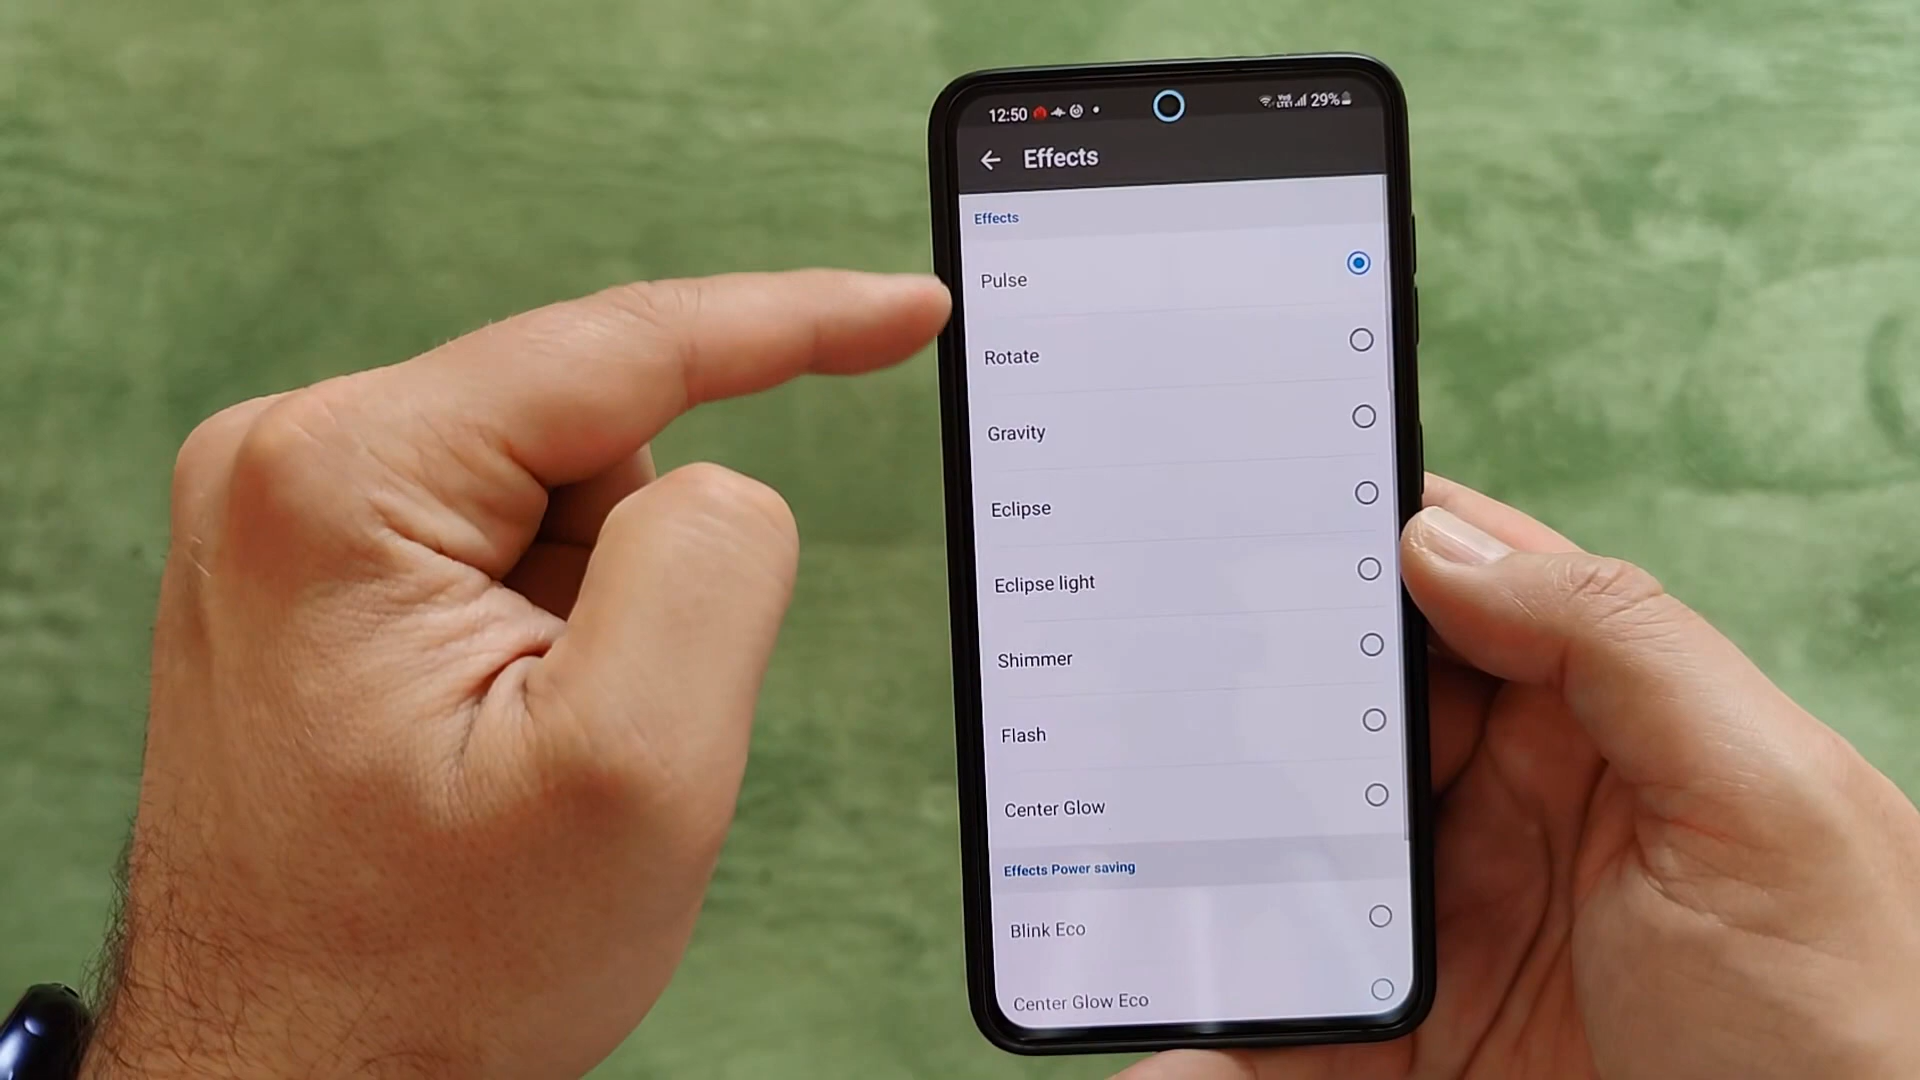 12:50 29%
Effects
Effects
Pulse
Rotate
Gravity
Eclipse
Eclipse light
Shimmer
Flash
Center Glow
Effects Power saving
Blink Eco
Center Glow Eco